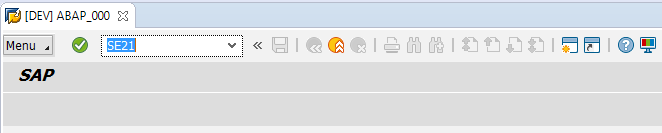 [DEV] ABAP_000
Menu SE21
SAP